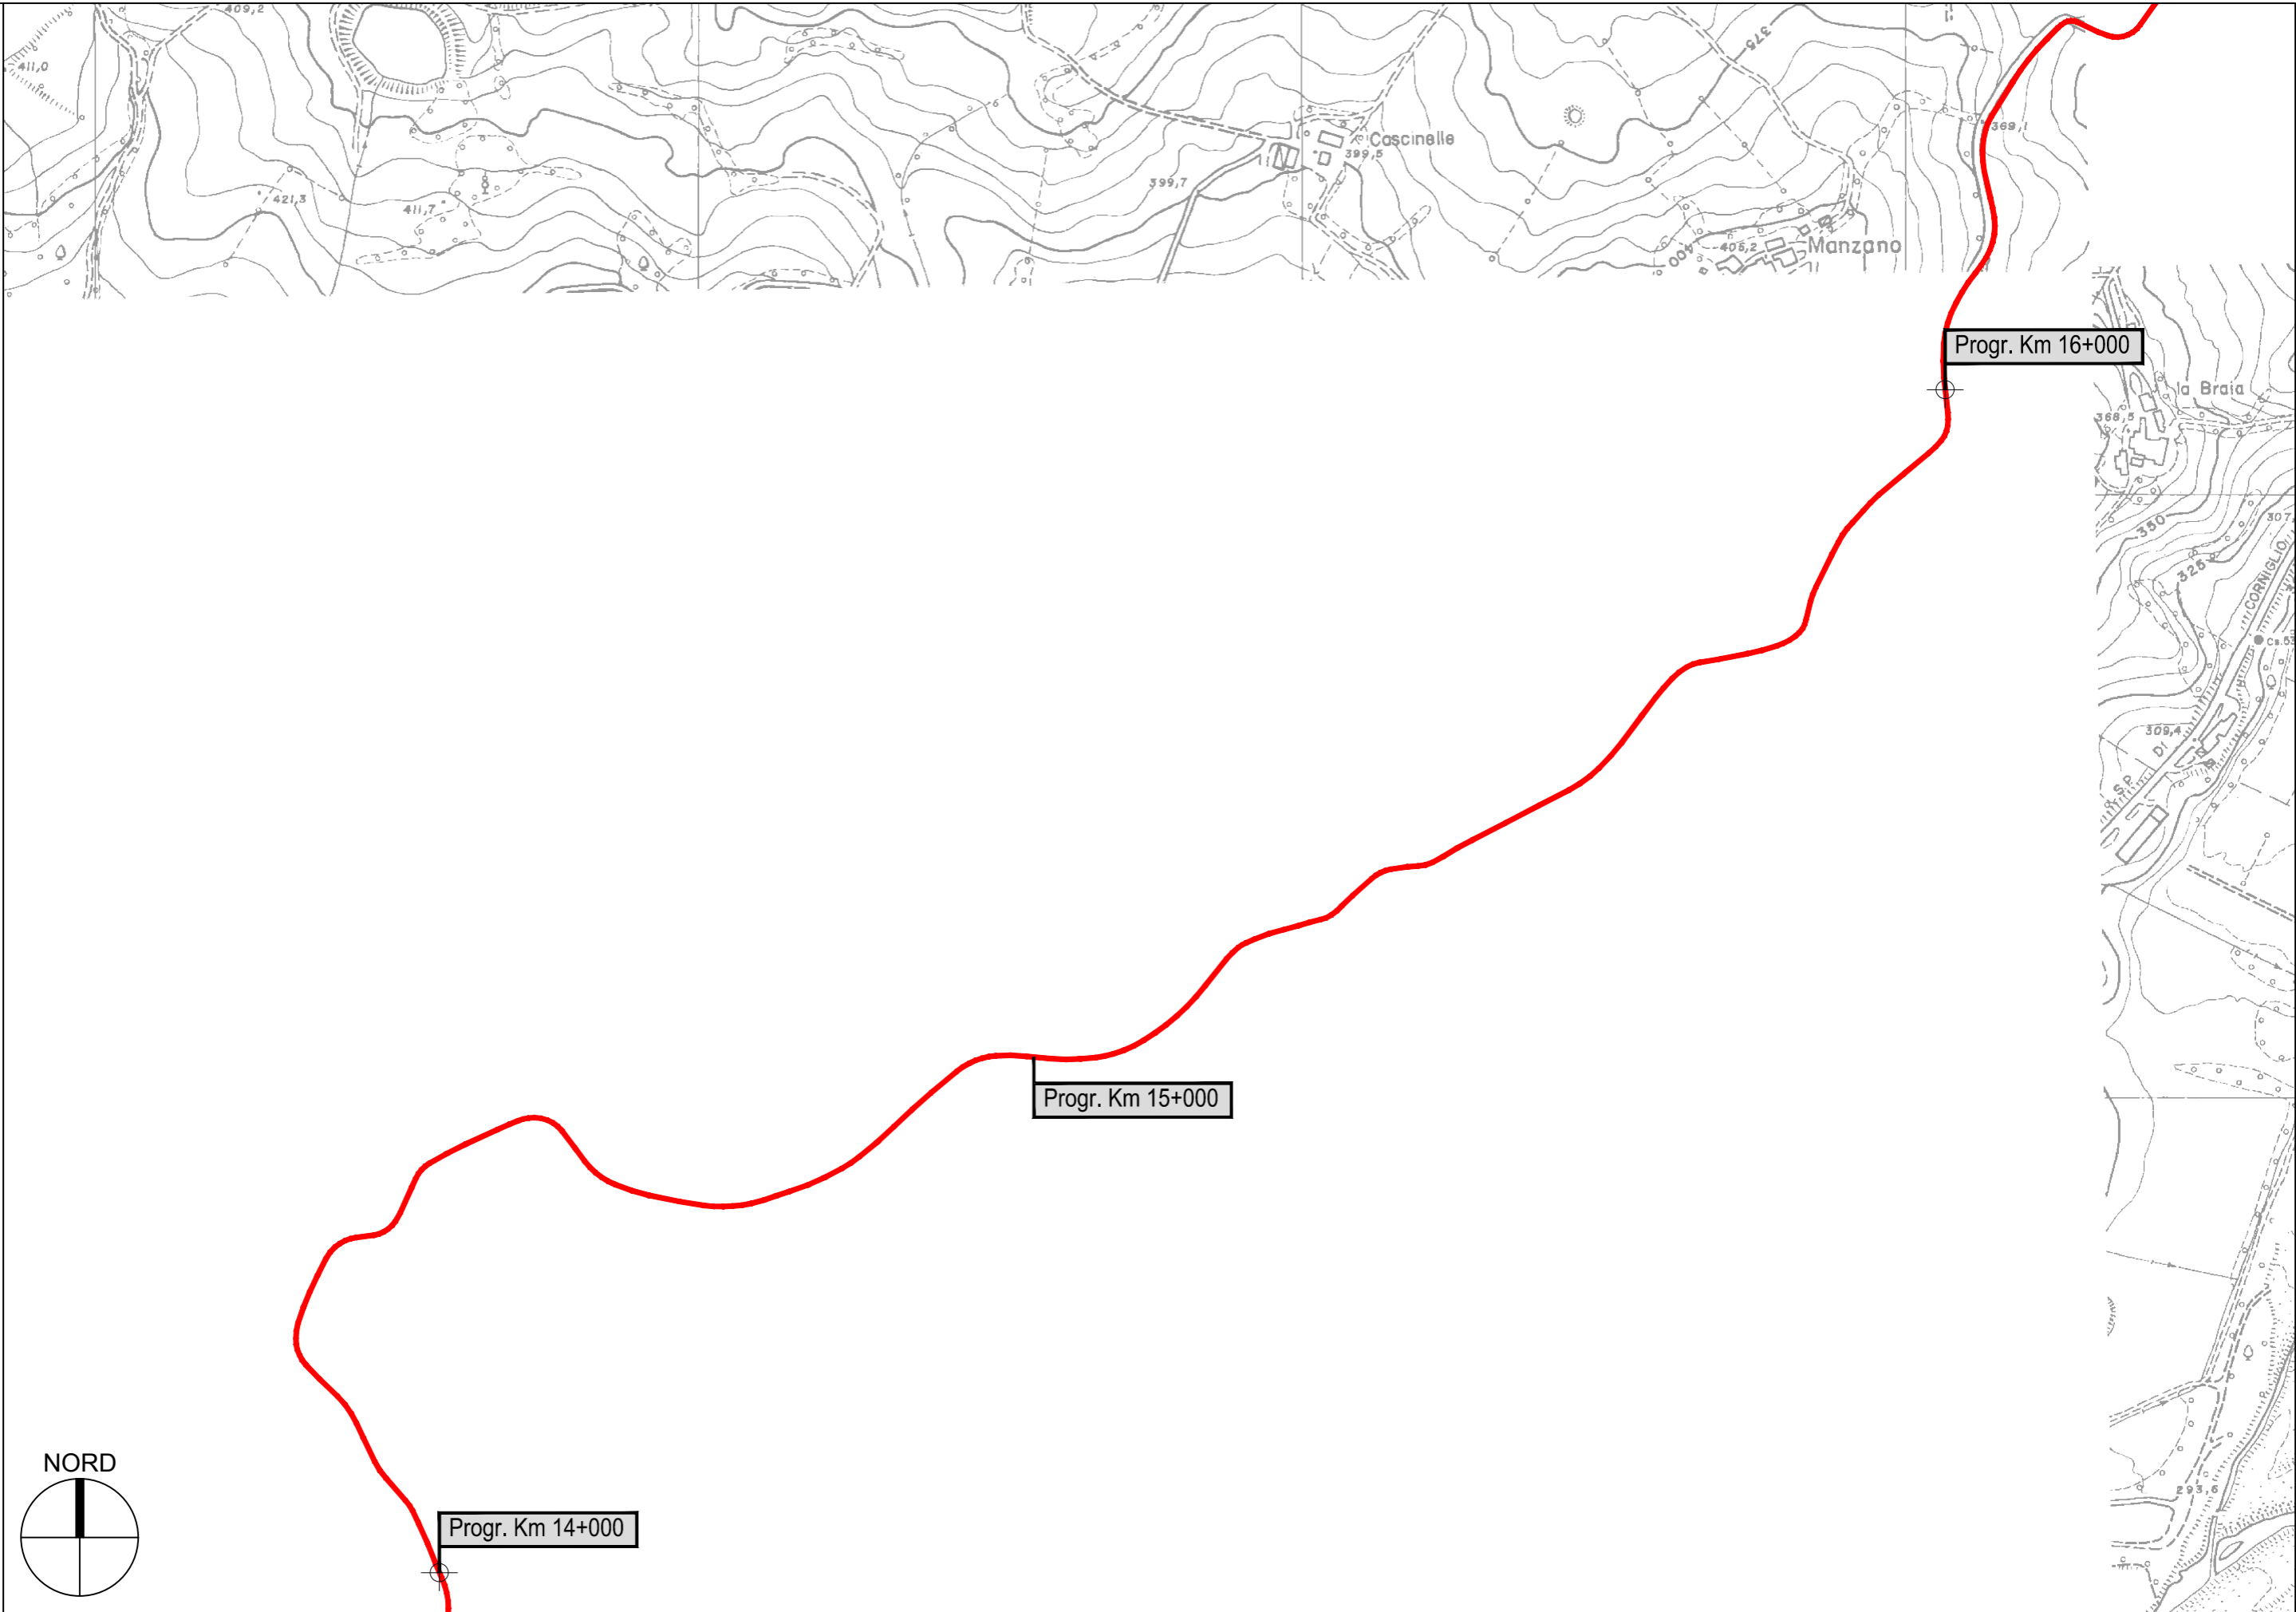 409,2
411,0
375
Cascinelle
399,5
369,1
399,7
421,3
411,7
405,2
Manzano
400
Progr. Km 16+000
la Braia
368,5
350
307,
325
CORNIGLIO
Cs.53
309,4
S.P. DI
Progr. Km 15+000
NORD
293,6
Progr. Km 14+000